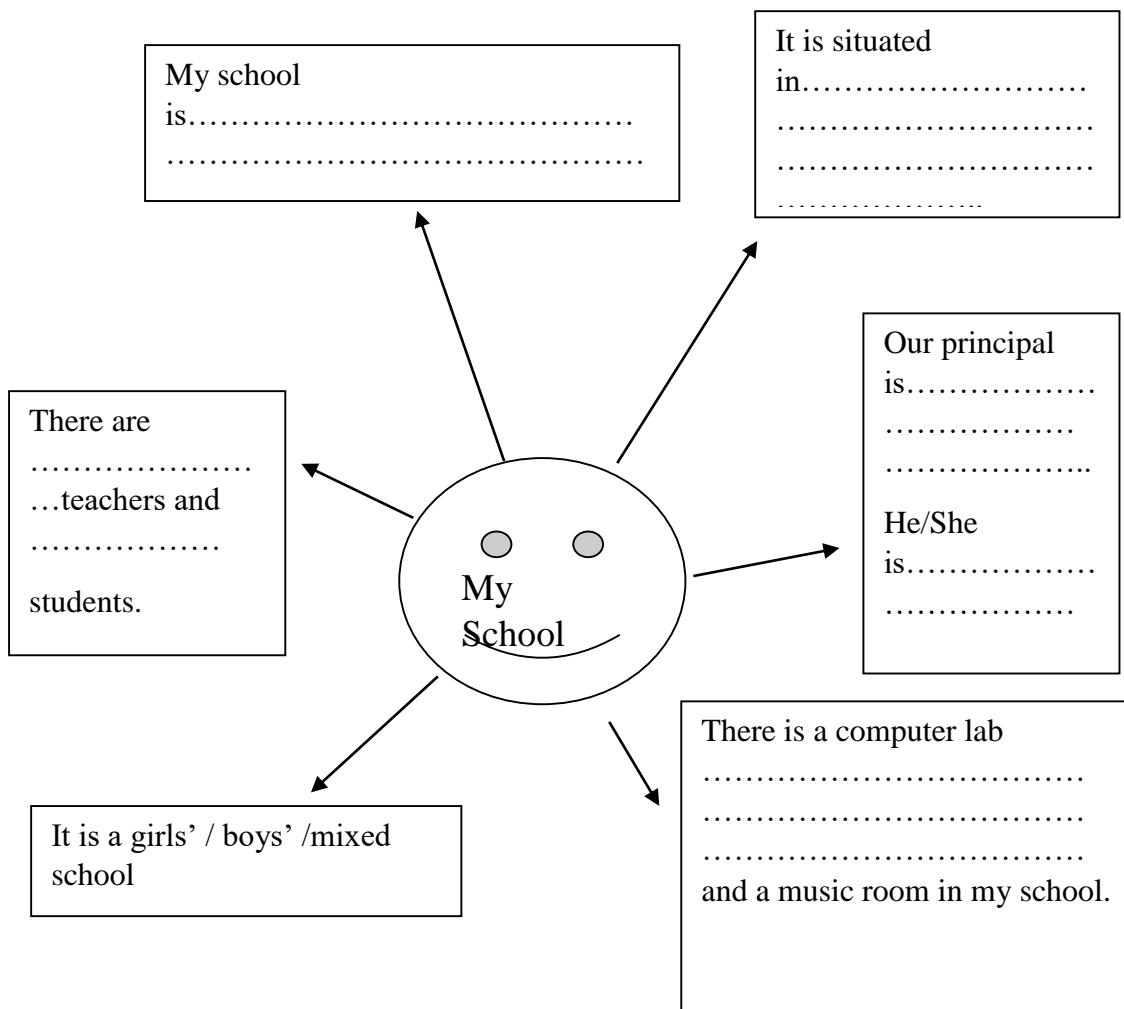 My school
is……………………………………
………………………………………
It is situated
in………………………
…………………………
…………………………
………………..
Our principal
is………………
………………
………………..
He/She
is………………
………………
There are
…………………
…teachers and
………………
students.
My
School
There is a computer lab
………………………………
………………………………
………………………………
and a music room in my school.
It is a girls’ / boys’ /mixed
school